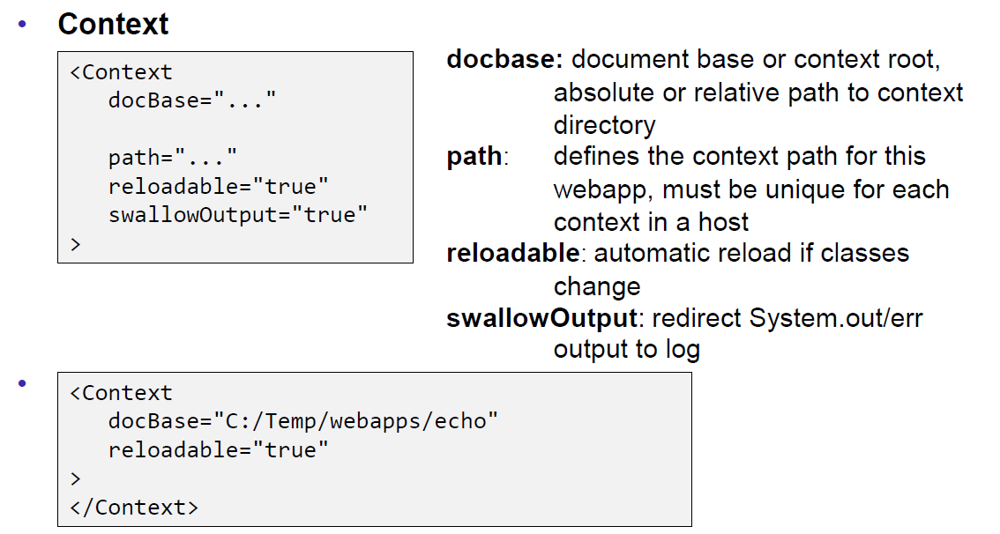 • Context
<Context
docBase="..."
path="..."
reloadable="true"
swallowOutput="true"
>
docbase: document base or context root,
absolute or relative path to context
directory
path: defines the context path for this
webapp, must be unique for each
context in a host
reloadable: automatic reload if classes
change
swallowOutput: redirect System.out/err
output to log
•
<Context
docBase="C:/Temp/webapps/echo"
reloadable="true"
>
</Context>